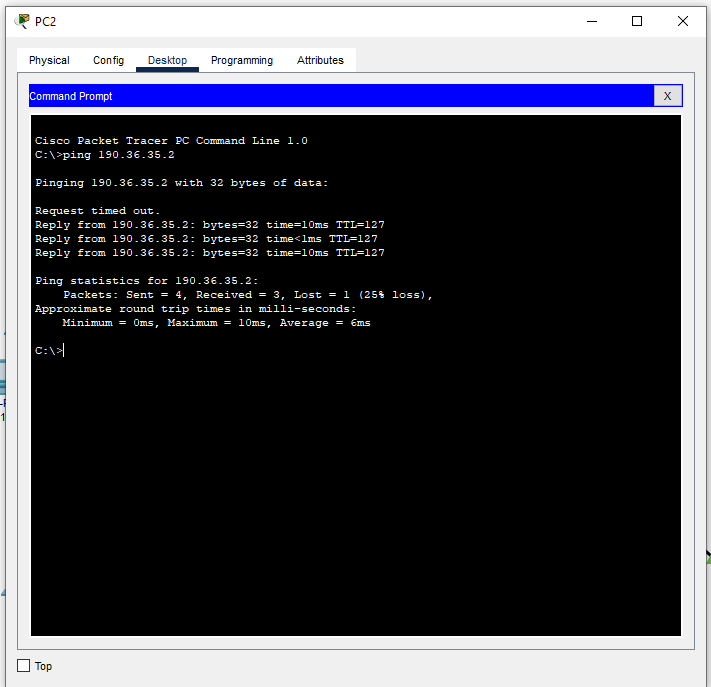 PC2
Physical Config Desktop Programming Attributes
Command Prompt X
Cisco Packet Tracer PC Command Line 1.0
C:\>ping 190.36.35.2
Pinging 190.36.35.2 with 32 bytes of data:
Request timed out.
Reply from 190.36.35.2: bytes=32 time=10ms TTL=127
Reply from 190.36.35.2: bytes=32 time<1ms TTL=127
Reply from 190.36.35.2: bytes=32 time=10ms TTL=127
Ping statistics for 190.36.35.2:
Packets: Sent = 4, Received = 3, Lost = 1 (25% loss),
Approximate round trip times in milli-seconds:
Minimum = 0ms, Maximum = 10ms, Average = 6ms
C:\>
Top